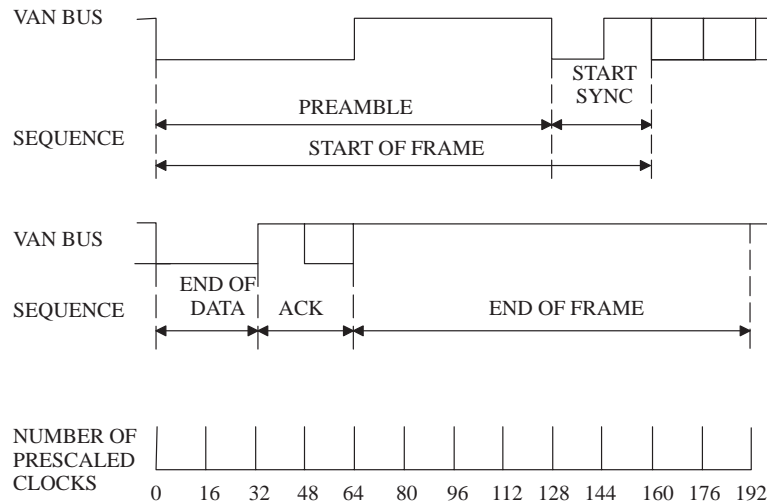 VAN BUS
START
SYNC
PREAMBLE
SEQUENCE
START OF FRAME
VAN BUS
END OF
DATA
ACK
END OF FRAME
SEQUENCE
NUMBER OF
PRESCALED
CLOCKS
0 16 32 48 64 80 96 112 128 144 160 176 192